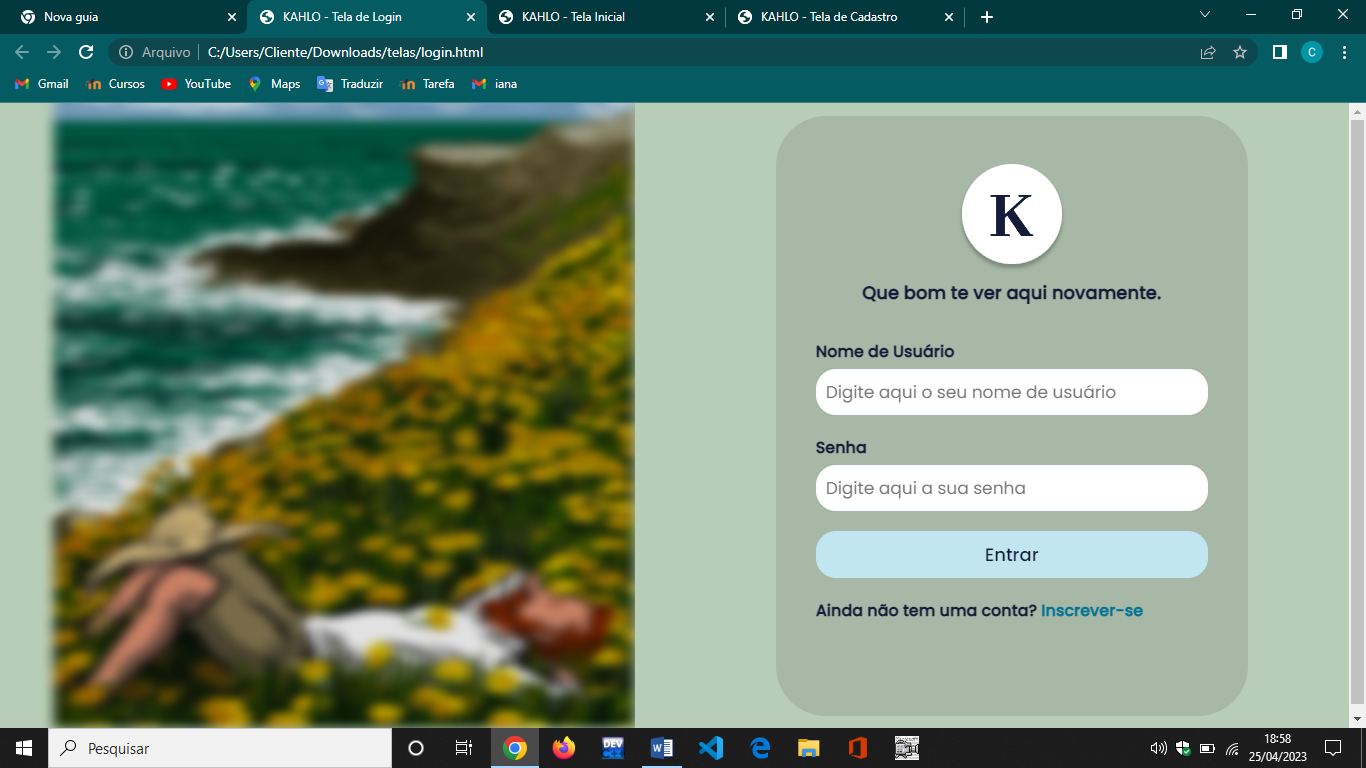 Nova guia
KAHLO - Tela de Login
KAHLO - Tela Inicial
KAHLO - Tela de Cadastro
Arquivo
C:/Users/Cliente/Downloads/telas/login.html
C
Gmail
Cursos
YouTube
Maps
Traduzir
Tarefa
iana
K
Que bom te ver aqui novamente.
Nome de Usuário
Digite aqui o seu nome de usuário
Senha
Digite aqui a sua senha
Entrar
Ainda não tem uma conta? Inscrever-se
Pesquisar
DEV
18:58
25/04/2023